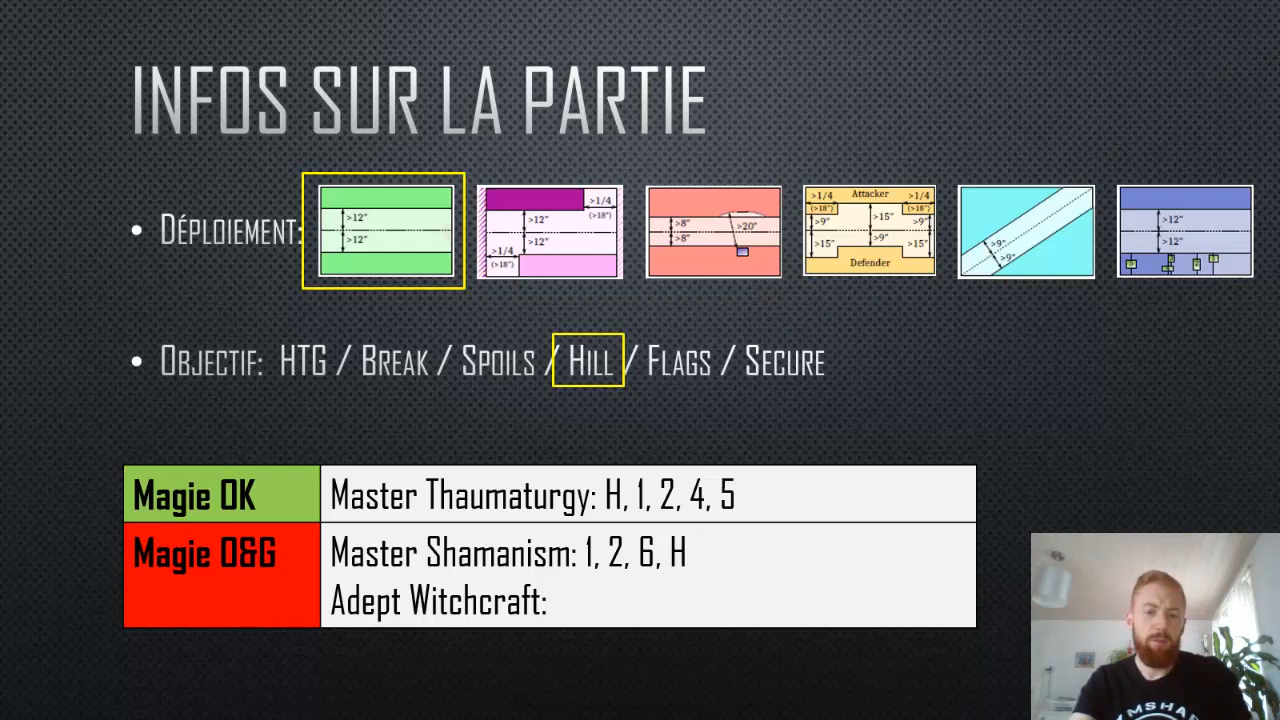 INFOS SUR LA PARTIE
• DÉPLOIEMENT:
>12"
>12"
>1/4
(>18")
>12"
>1/4
>12"
(>18")
>8"
>8"
>20"
>1/4
Attacker
>1/4
(>18")
(>18")
>9"
>15"
>9"
>15"
>9"
>15"
Defender
>9"
>9"
>12"
>12"
• OBJECTIF: HTG / BREAK / SPOILS / HILL / FLAGS / SECURE
Magie OK
Master Thaumaturgy: H, 1, 2, 4, 5
Magie O&G
Master Shamanism: 1, 2, 6, H
Adept Witchcraft: